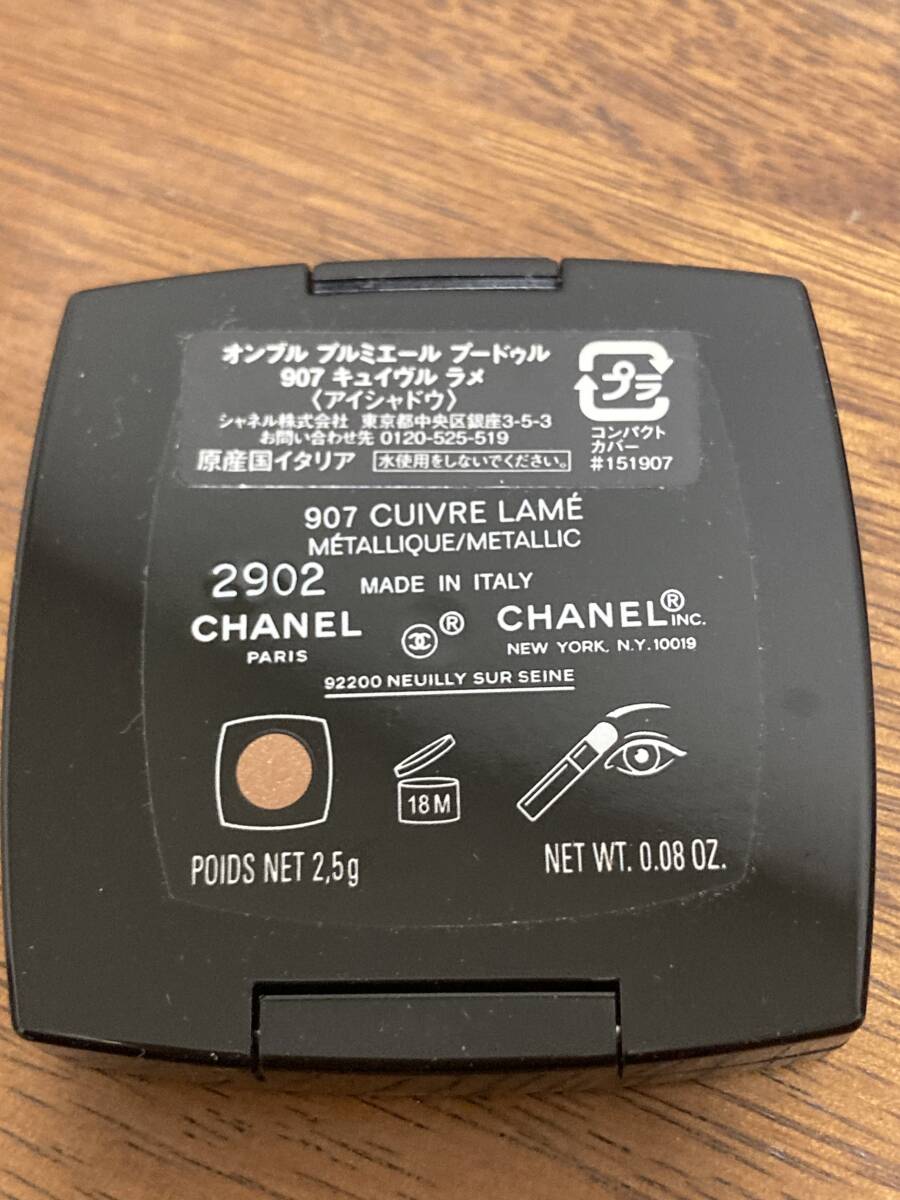 オンブル プルミエール プードゥル
907 キュイヴル ラメ
〈アイシャドウ〉
シャネル株式会社 東京都中央区銀座3-5-3
お問い合わせ先 0120-525-519
原産国イタリア 水使用をしないでください。
プラ
コンパクト
カバー
#151907
907 CUIVRE LAMÉ
MÉTALLIQUE/METALLIC
2902 MADE IN ITALY
CHANEL
PARIS
®
CHANEL® INC.
NEW YORK, N.Y. 10019
92200 NEUILLY SUR SEINE
18 M
POIDS NET 2,5g
NET WT. 0.08 OZ.